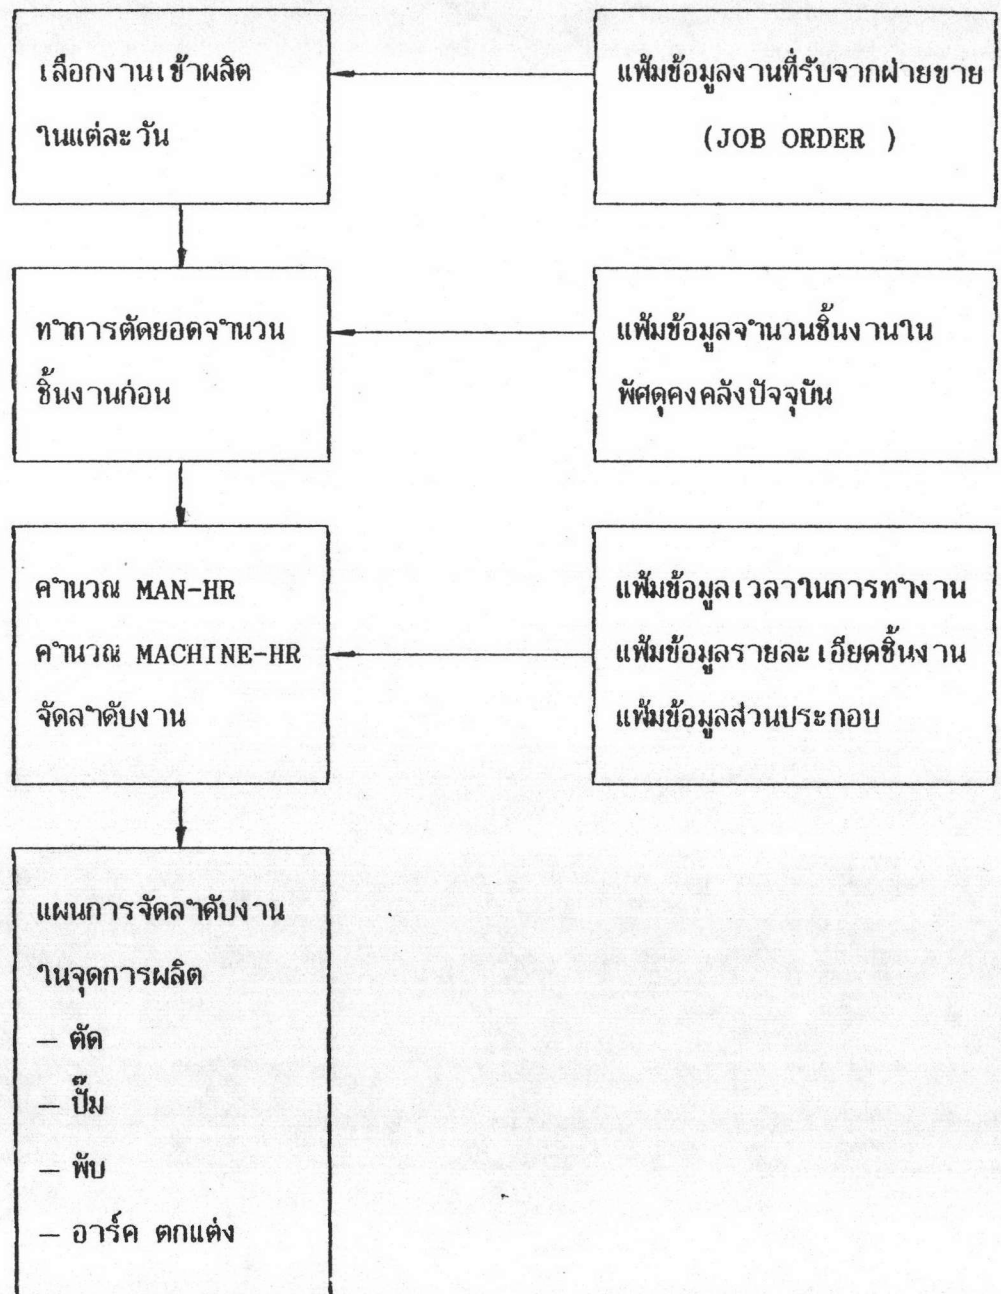 เลือกงานเข้าผลิต
ในแต่ละวัน
แฟ้มข้อมูลงานที่รับจากฝ่ายขาย
(JOB ORDER )
ทำการตัดยอดจำนวน
ชิ้นงานก่อน
แฟ้มข้อมูลจำนวนชิ้นงานใน
พัศดุคงคลังปัจจุบัน
คำนวณ MAN-HR
คำนวณ MACHINE-HR
จัดลำดับงาน
แฟ้มข้อมูลเวลาในการทำงาน
แฟ้มข้อมูลรายละเอียดชิ้นงาน
แฟ้มข้อมูลส่วนประกอบ
แผนการจัดลำดับงาน
ในจุดการผลิต
— ตัด
— ปั๊ม
— พับ
— อาร์ค ตกแต่ง